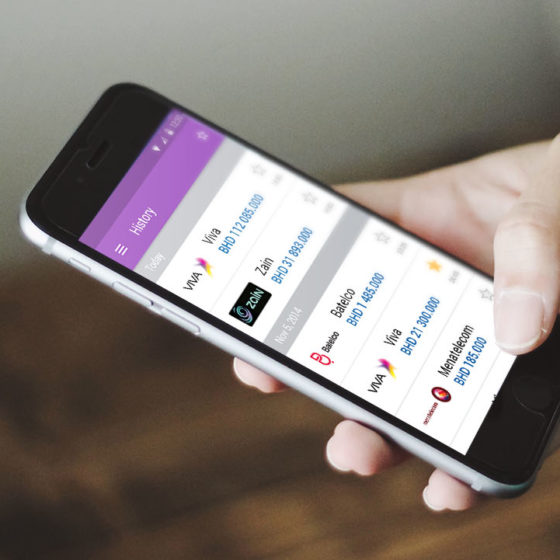 12:30
History
Today
Viva
VIVA
BHD 112 085.000
Zain
ZAIN
BHD 31 893.000
Nov 5, 2014
Batelco
Batelco
BHD 1 485.000
Viva
VIVA
BHD 21 300.000
Menatelecom
menatelecom
BHD 185.000